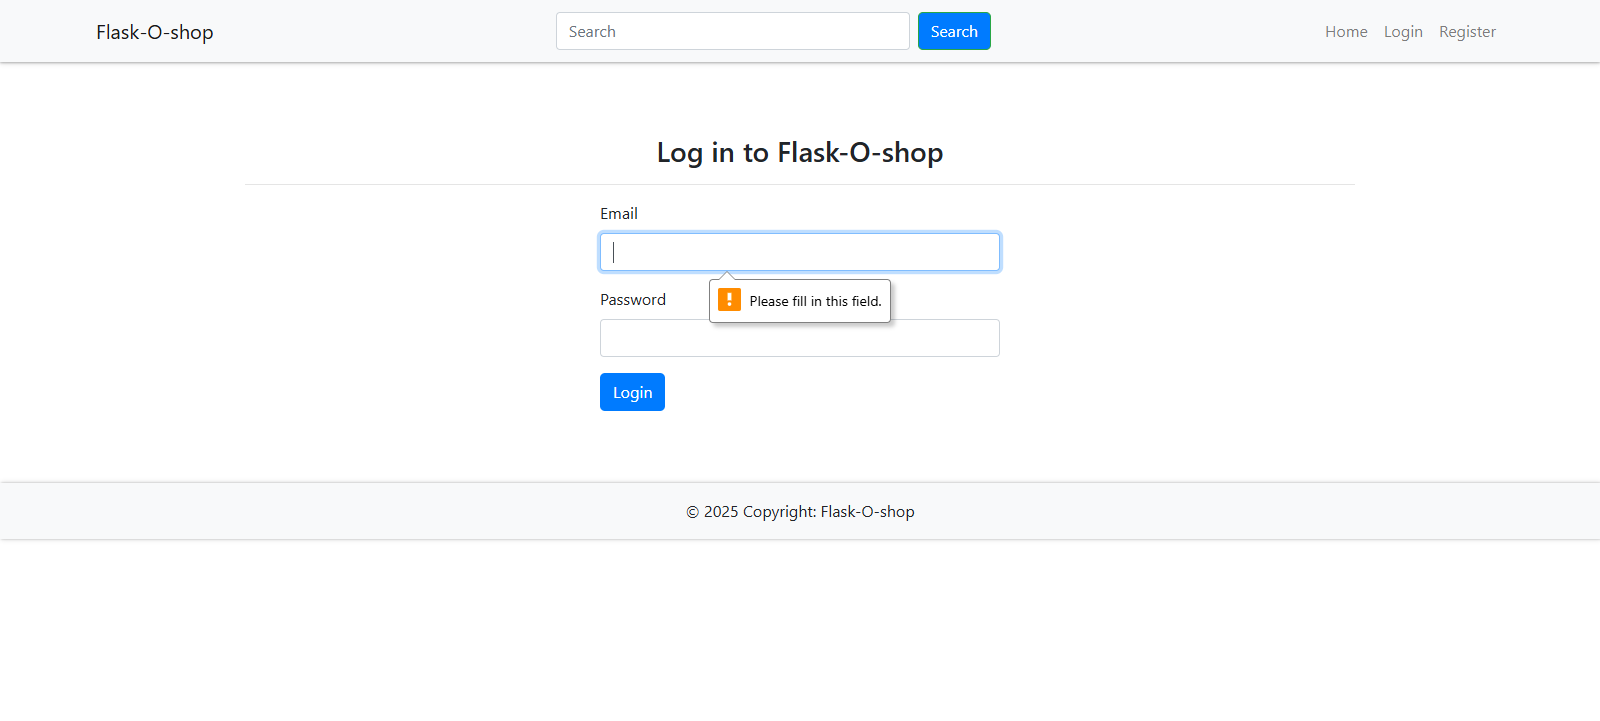 Flask-O-shop
Search
Search
Home
Login
Register
Log in to Flask-O-shop
Email
Please fill in this field.
Password
Login
© 2025 Copyright: Flask-O-shop